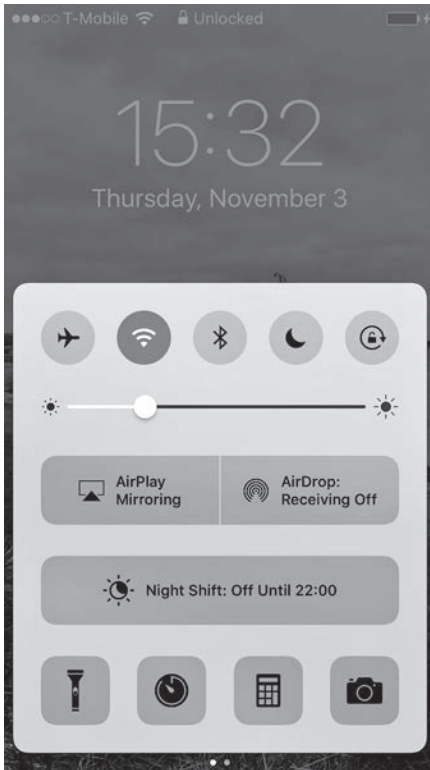 T-Mobile Unlocked
15:32
Thursday, November 3
AirPlay
Mirroring
AirDrop:
Receiving Off
Night Shift: Off Until 22:00